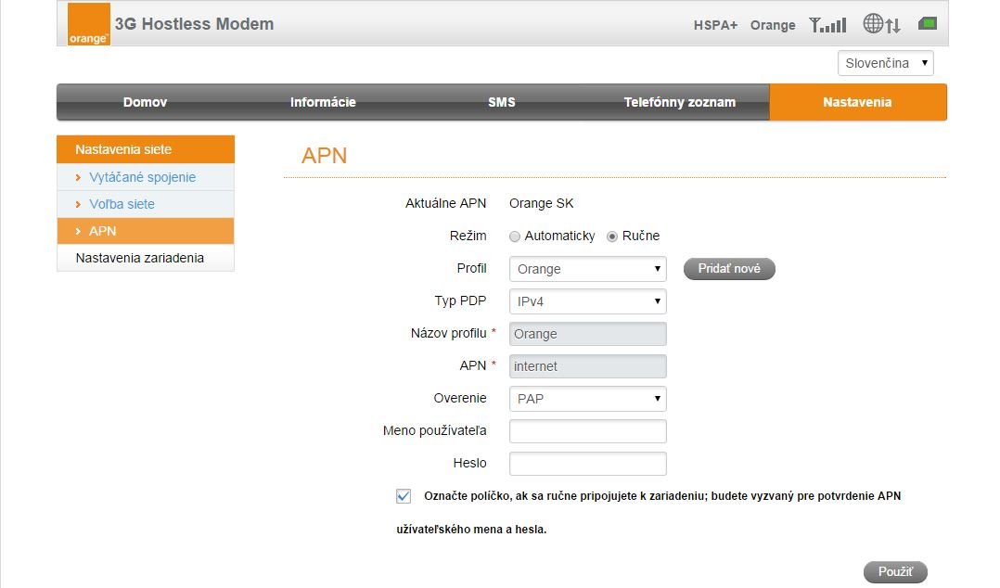 orange™ 3G Hostless Modem HSPA+ Orange
Slovenčina
Domov Informácie SMS Telefónny zoznam Nastavenia
Nastavenia siete
Vytáčané spojenie
Voľba siete
APN
Nastavenia zariadenia
APN
Aktuálne APN Orange SK
Režim Automaticky Ručne
Profil Orange Pridať nové
Typ PDP IPv4
Názov profilu * Orange
APN * internet
Overenie PAP
Meno používateľa
Heslo
Označte políčko, ak sa ručne pripojujete k zariadeniu; budete vyzvaný pre potvrdenie APN
užívateľského mena a hesla.
Použiť